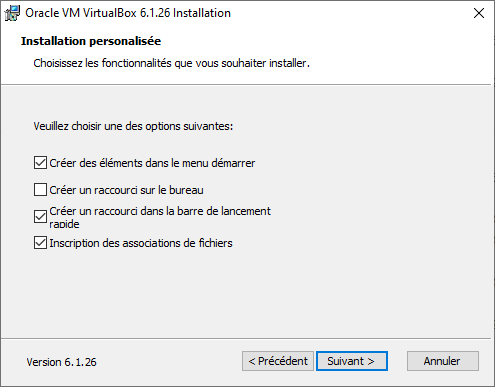 Oracle VM VirtualBox 6.1.26 Installation
Installation personalisée
Choisissez les fonctionnalités que vous souhaiter installer.
Veuillez choisir une des options suivantes:
Créer des éléments dans le menu démarrer
Créer un raccourci sur le bureau
Créer un raccourci dans la barre de lancement
rapide
Inscription des associations de fichiers
Version 6.1.26
< Précédent
Suivant >
Annuler